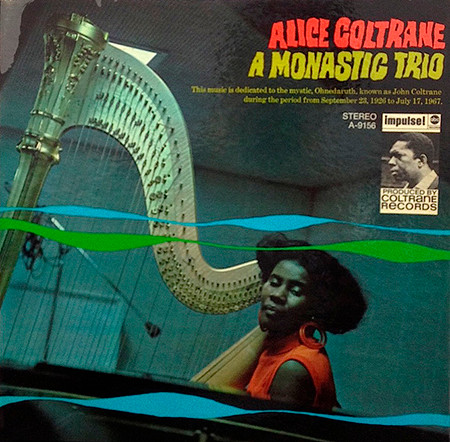 ALICE COLTRANE
A MONASTIC TRIO
This music is dedicated to the mystic, Ohnedaruth, known as John Coltrane
during the period from September 23, 1926 to July 17, 1967.
STEREO
A-9156
impulse!
PRODUCED BY
COLTRANE
RECORDS